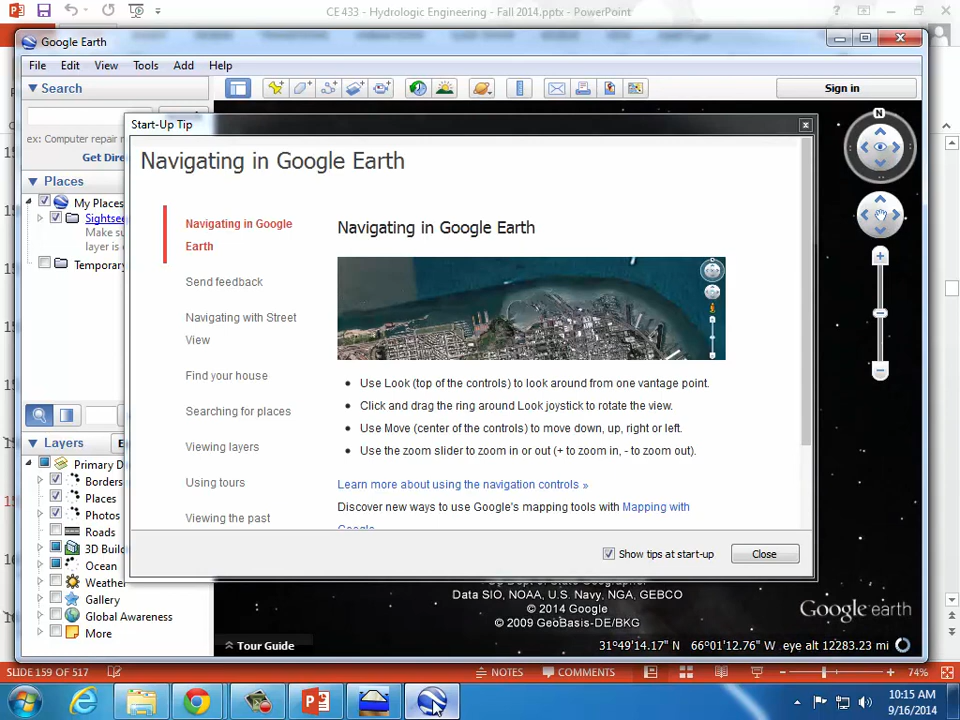 CE 433 - Hydrologic Engineering - Fall 2014.pptx - PowerPoint
Google Earth
File Edit View Tools Add Help
Search
Sign in
ex: Computer repair
Get Dire
Places
My Places
Sightsee
Make su
layer is
Temporary
Start-Up Tip
Navigating in Google Earth
Navigating in Google
Earth
Send feedback
Navigating with Street
View
Find your house
Searching for places
Viewing layers
Using tours
Viewing the past
Navigating in Google Earth
• Use Look (top of the controls) to look around from one vantage point.
• Click and drag the ring around Look joystick to rotate the view.
• Use Move (center of the controls) to move down, up, right or left.
• Use the zoom slider to zoom in or out (+ to zoom in, - to zoom out).
Learn more about using the navigation controls »
Discover new ways to use Google's mapping tools with Mapping with
Google
Show tips at start-up
Close
N
Layers
Primary D
Borders
Places
Photos
Roads
3D Build
Ocean
Weather
Gallery
Global Awareness
More
Data SIO, NOAA, U.S. Navy, NGA, GEBCO
© 2014 Google
© 2009 GeoBasis-DE/BKG
Google earth
Tour Guide
31°49'14.17" N 66°01'12.76" W eye alt 12283.23 mi
SLIDE 159 OF 517
NOTES
COMMENTS
74%
10:15 AM
9/16/2014